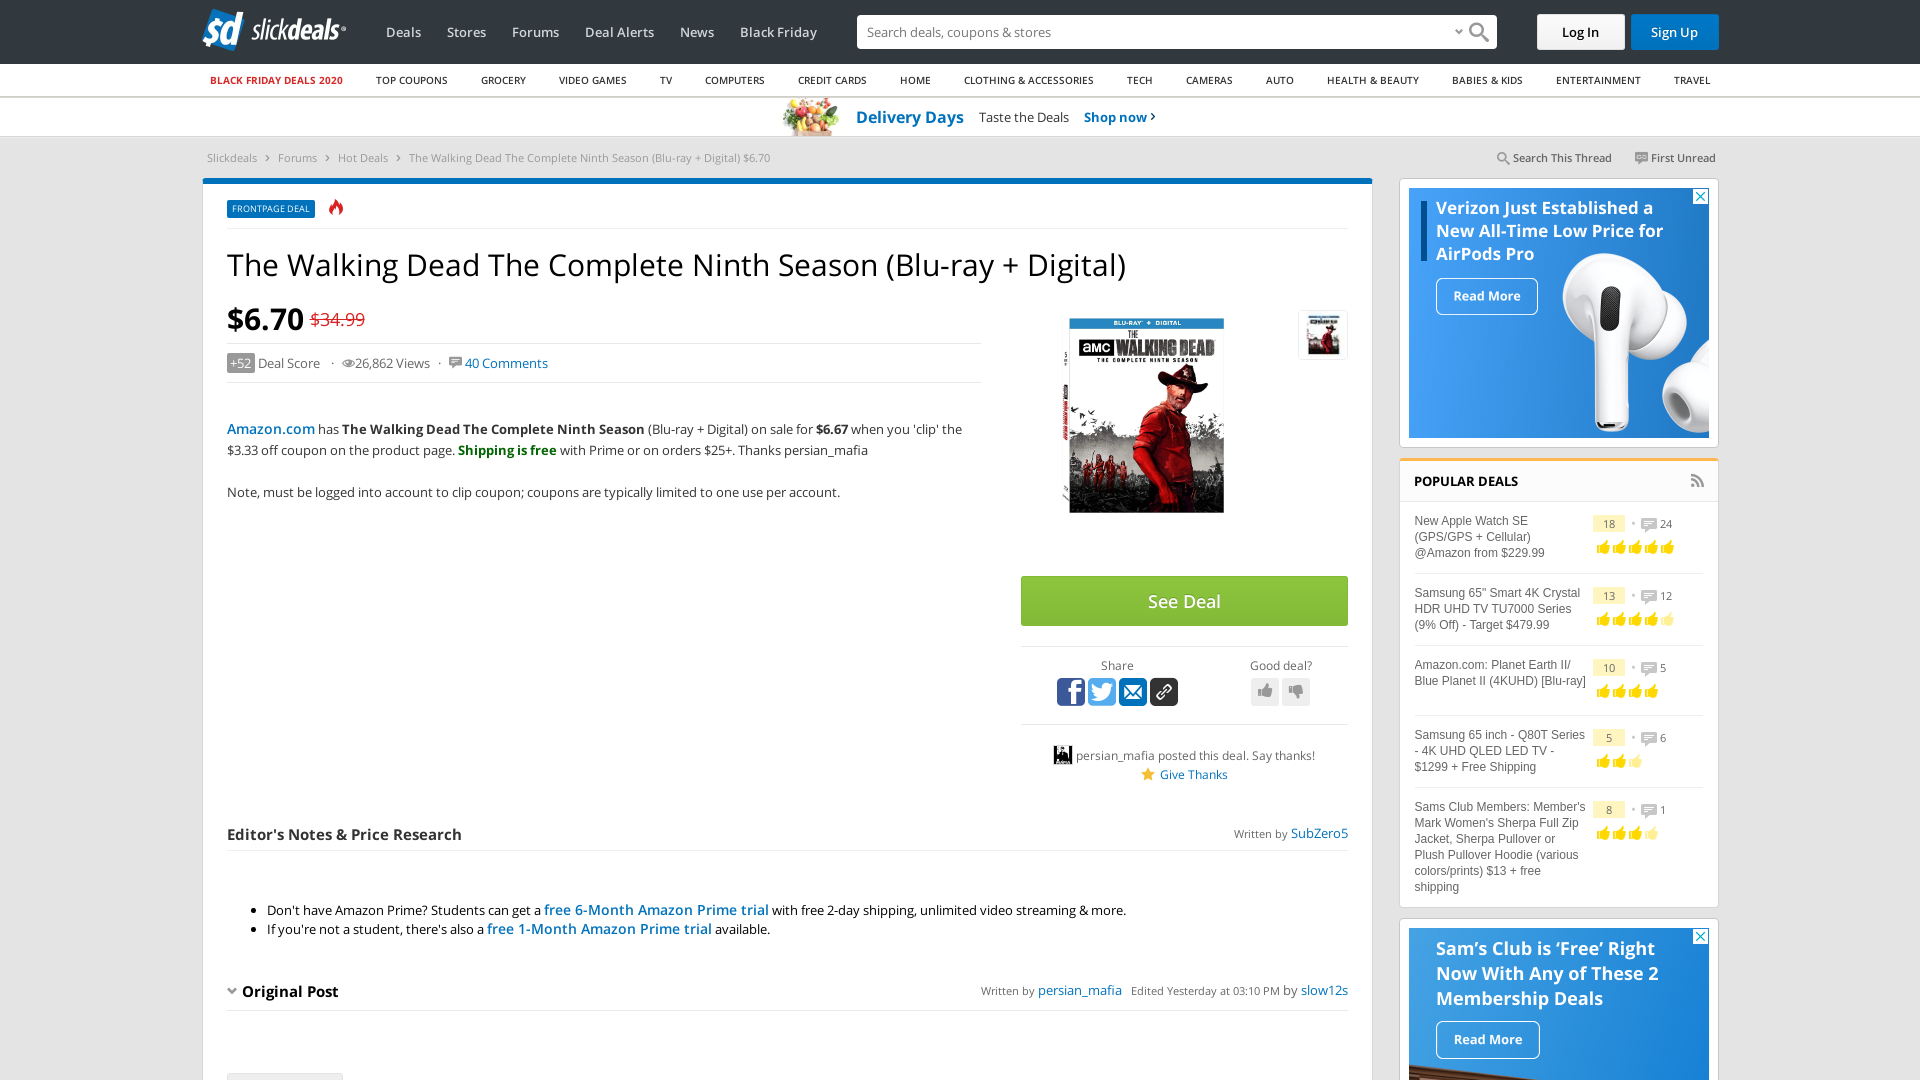 slickdeals
Deals
Stores
Forums
Deal Alerts
News
Black Friday
Search deals, coupons & shopping
Log In
Sign Up
BLACK FRIDAY DEALS 2020
TOP COUPONS
GROCERY
VIDEO GAMES
TV
COMPUTERS
CREDIT CARDS
HOME
CLOTHING & ACCESSORIES
TECH
CAMERAS
AUTO
HEALTH & BEAUTY
BABIES & KIDS
ENTERTAINMENT
TRAVEL
Delivery Days Taste the Deals Shop now
Slickdeals > Forums > Hot Deals > The Walking Dead The Complete Ninth Season (Blu-ray + Digital) $6.70
Search This Thread
First Unread
FRONTPAGE DEAL
The Walking Dead The Complete Ninth Season (Blu-ray + Digital)
$6.70 $34.99
+52 Deal Score · 26,862 Views · 40 Comments
Amazon.com has The Walking Dead The Complete Ninth Season (Blu-ray + Digital) on sale for $6.67 when you 'clip' the
$3.33 off coupon on the product page. Shipping is free with Prime or on orders $25+. Thanks persian_mafia
Note, must be logged into account to clip coupon; coupons are typically limited to one use per account.
BLU-RAY + DIGITAL
THE
amc WALKING DEAD
THE COMPLETE NINTH SEASON
See Deal
Share
Good deal?
persian_mafia posted this deal. Say thanks!
Give Thanks
Editor's Notes & Price Research
Written by SubZero5
• Don't have Amazon Prime? Students can get a free 6-Month Amazon Prime trial with free 2-day shipping, unlimited video streaming & more.
• If you're not a student, there's also a free 1-Month Amazon Prime trial available.
Original Post
Written by persian_mafia Edited Yesterday at 03:10 PM by slow12s
Verizon Just Established a
New All-Time Low Price for
AirPods Pro
Read More
POPULAR DEALS
New Apple Watch SE
(GPS/GPS + Cellular)
@Amazon from $229.99
18 • 24
Samsung 65" Smart 4K Crystal
HDR UHD TV TU7000 Series
(9% Off) - Target $479.99
13 • 12
Amazon.com: Planet Earth II/
Blue Planet II (4KUHD) [Blu-ray]
10 • 5
Samsung 65 inch - Q80T Series
- 4K UHD QLED LED TV -
$1299 + Free Shipping
5 • 6
Sams Club Members: Member's
Mark Women's Sherpa Full Zip
Jacket, Sherpa Pullover or
Plush Pullover Hoodie (various
colors/prints) $13 + free
shipping
8 • 1
Sam's Club is 'Free' Right
Now With Any of These 2
Membership Deals
Read More